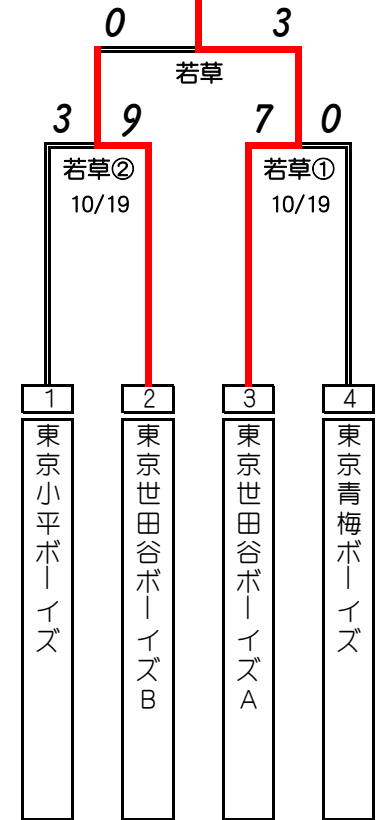 0 3
若草
3 9 7 0
若草② 若草①
10/19 10/19
1 2 3 4
東京小平ボーイズ
東京世田谷ボーイズB
東京世田谷ボーイズA
東京青梅ボーイズ